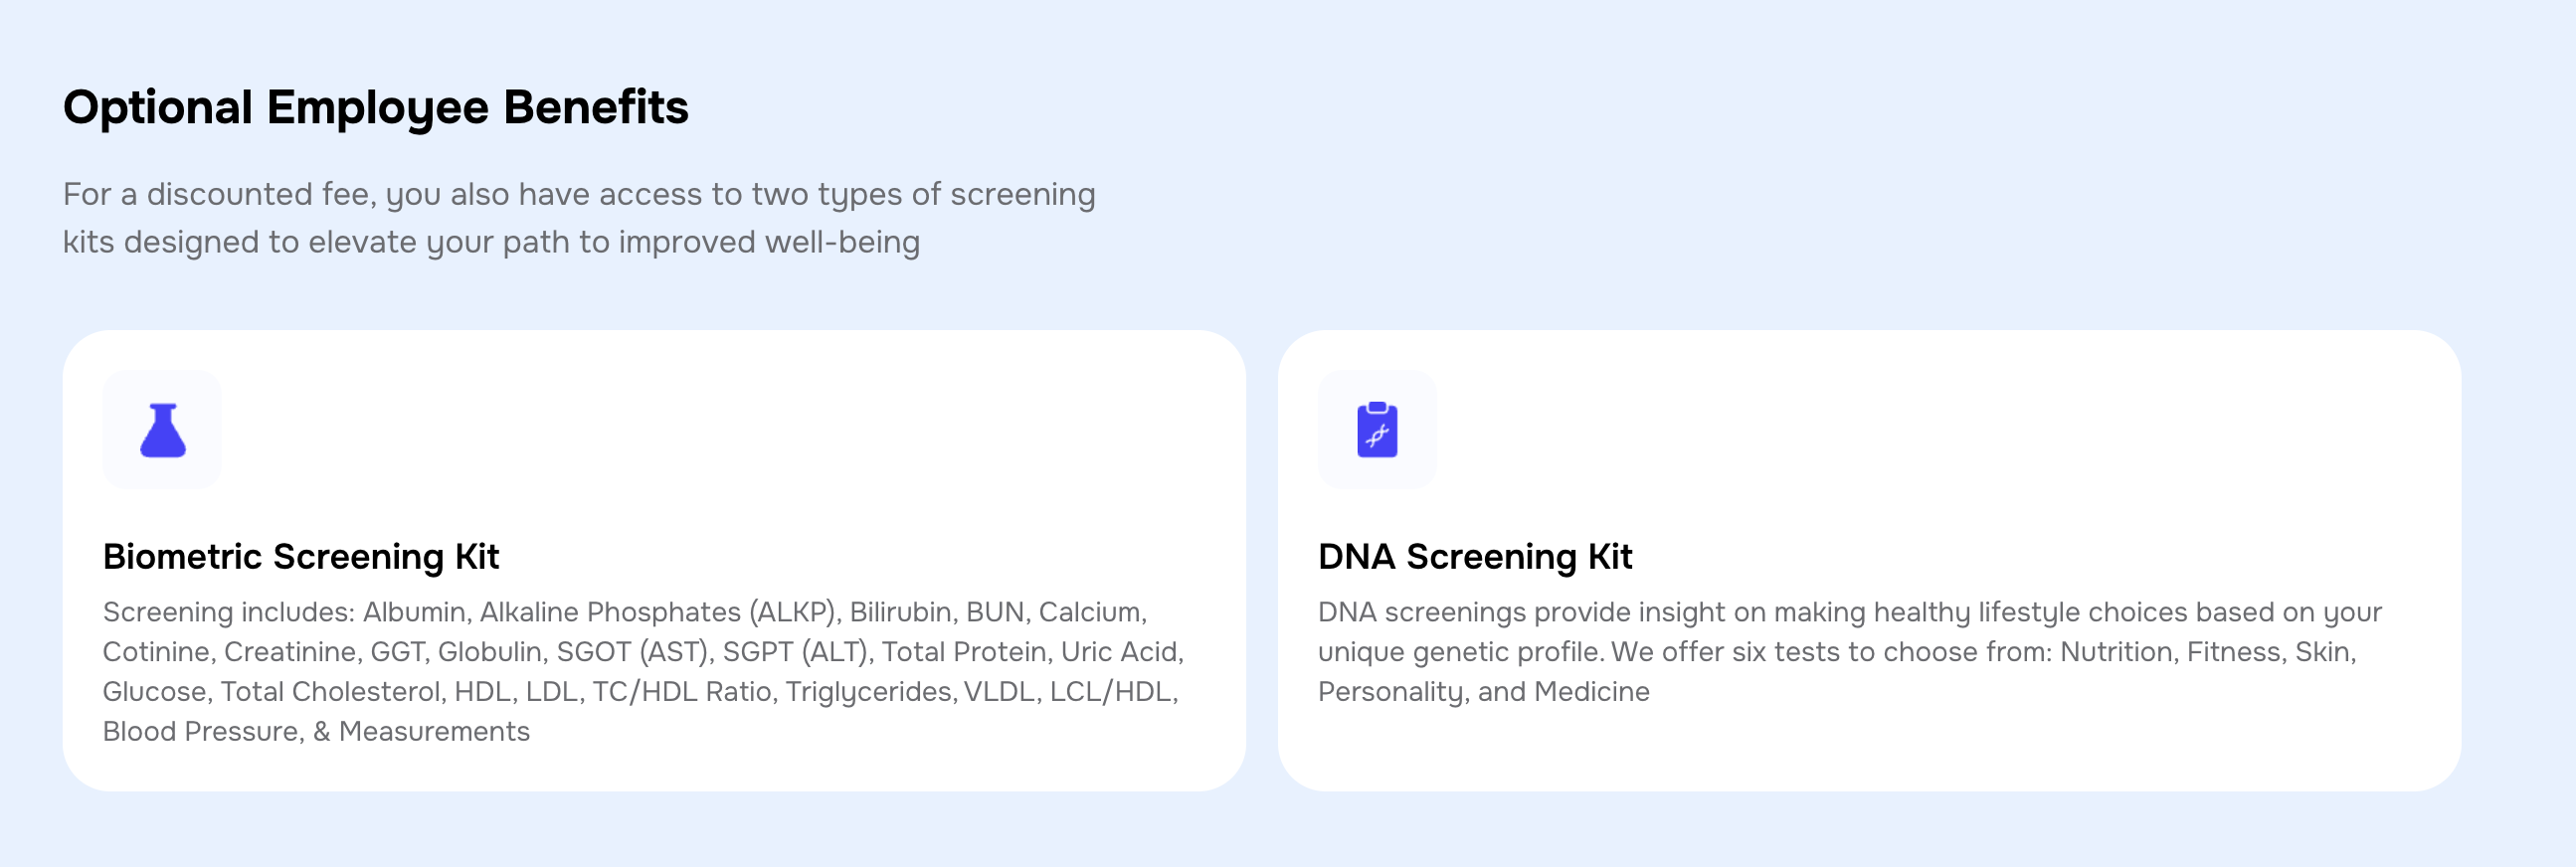 Optional Employee Benefits
For a discounted fee, you also have access to two types of screening
kits designed to elevate your path to improved well-being
Biometric Screening Kit
Screening includes: Albumin, Alkaline Phosphates (ALKP), Bilirubin, BUN, Calcium,
Cotinine, Creatinine, GGT, Globulin, SGOT (AST), SGPT (ALT), Total Protein, Uric Acid,
Glucose, Total Cholesterol, HDL, LDL, TC/HDL Ratio, Triglycerides, VLDL, LCL/HDL,
Blood Pressure, & Measurements
DNA Screening Kit
DNA screenings provide insight on making healthy lifestyle choices based on your
unique genetic profile. We offer six tests to choose from: Nutrition, Fitness, Skin,
Personality, and Medicine